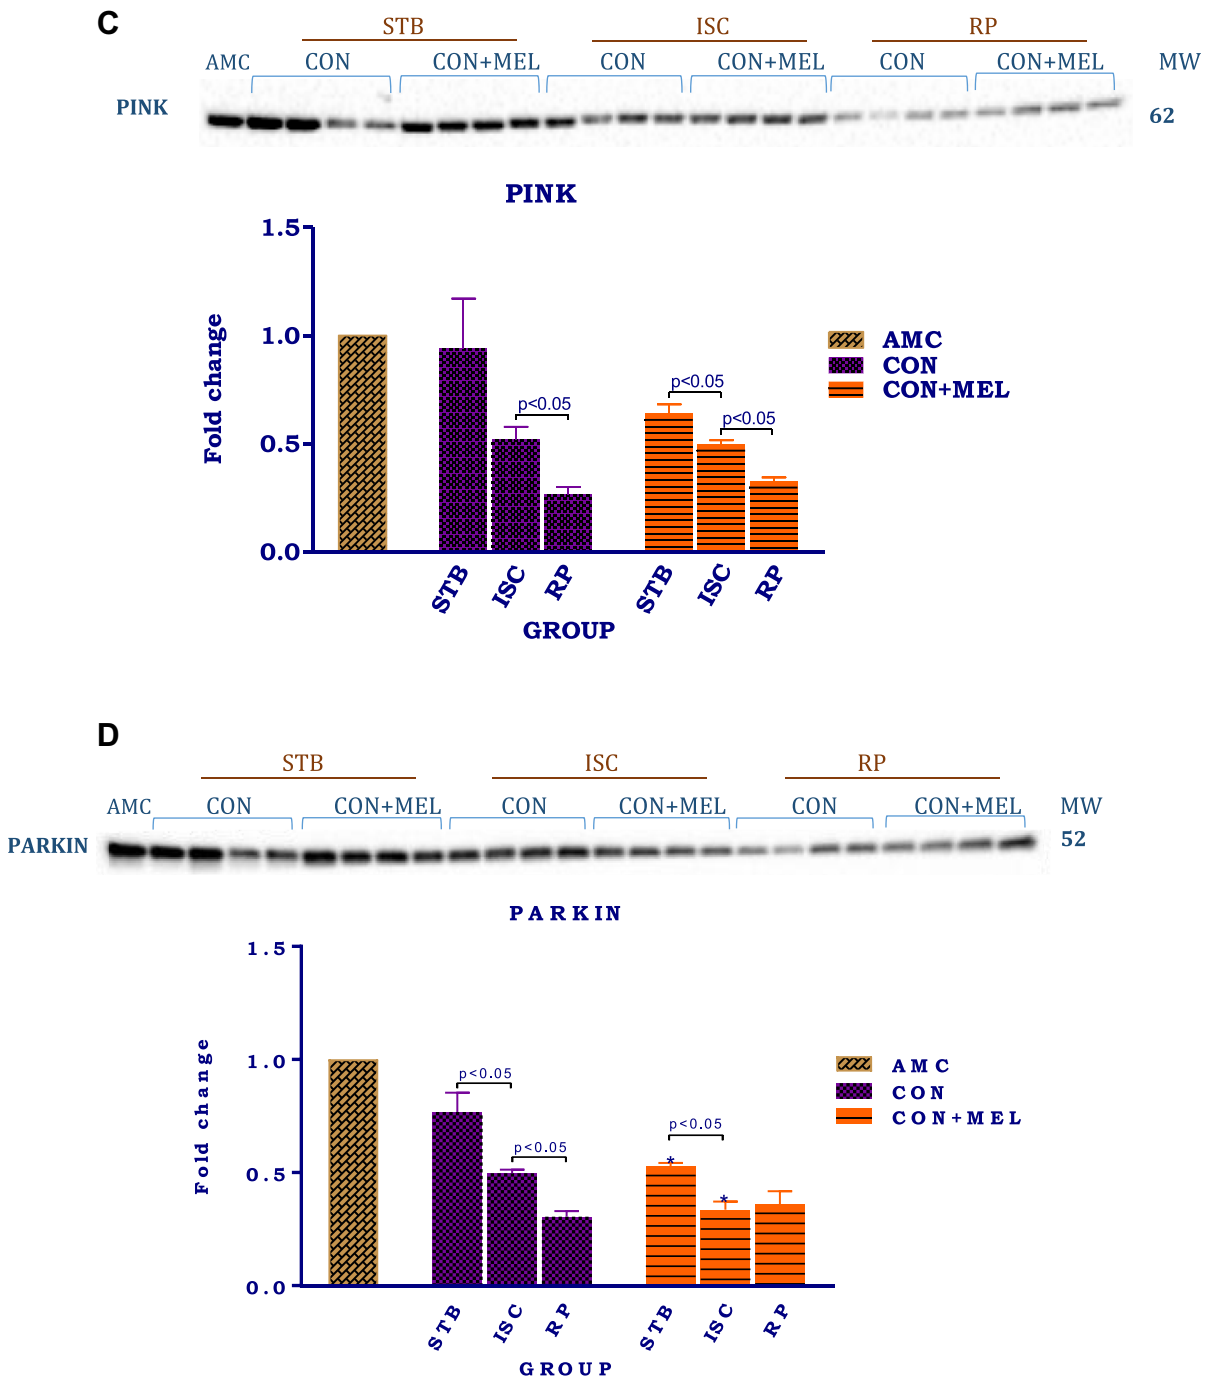 C
STB ISC RP
AMC CON CON+MEL CON CON+MEL CON CON+MEL MW
PINK 62
PINK
1.5
1.0
0.5
0.0
Fold change
p<0.05
p<0.05
p<0.05
AMC
CON
CON+MEL
STB ISC RP STB ISC RP
GROUP
D
STB ISC RP
AMC CON CON+MEL CON CON+MEL CON CON+MEL MW
PARKIN 52
PARKIN
1.5
1.0
0.5
0.0
Fold change
p<0.05
p<0.05
p<0.05
*
*
AMC
CON
CON+MEL
STB ISC RP STB ISC RP
GROUP